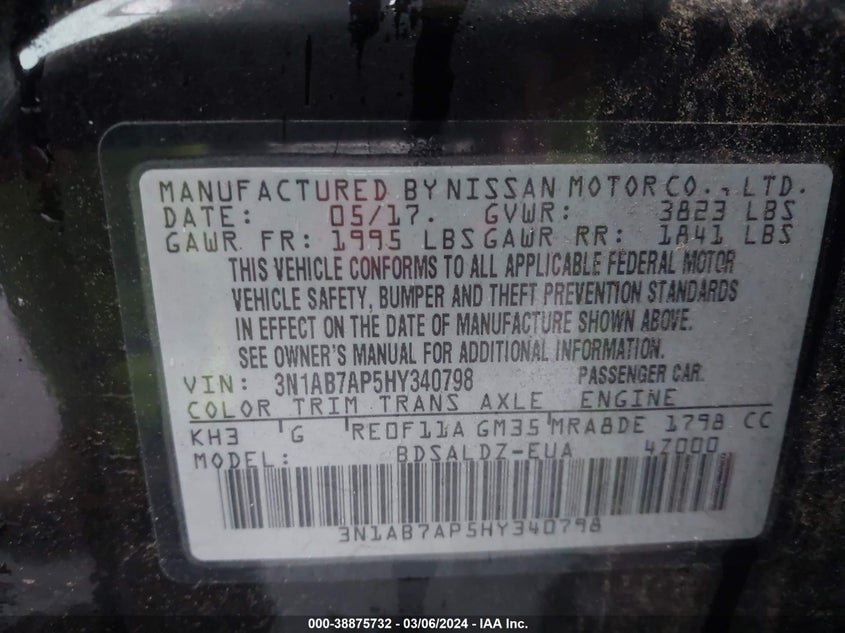 MANUFACTURED BY NISSAN MOTOR CO., LTD.
DATE: 05/17. GVWR: 3823 LBS
GAWR FR: 1995 LBS GAWR RR: 1841 LBS
THIS VEHICLE CONFORMS TO ALL APPLICABLE FEDERAL MOTOR
VEHICLE SAFETY, BUMPER AND THEFT PREVENTION STANDARDS
IN EFFECT ON THE DATE OF MANUFACTURE SHOWN ABOVE.
SEE OWNER'S MANUAL FOR ADDITIONAL INFORMATION.
VIN: 3N1AB7AP5HY340798 PASSENGER CAR
COLOR TRIM TRANS AXLE ENGINE
KH3 G RE0F11A GM35 MRA8DE 1798 CC
MODEL: BDSALDZ-EUA 4Z000
3N1AB7AP5HY340798
000-38875732 — 03/06/2024 — IAA Inc.